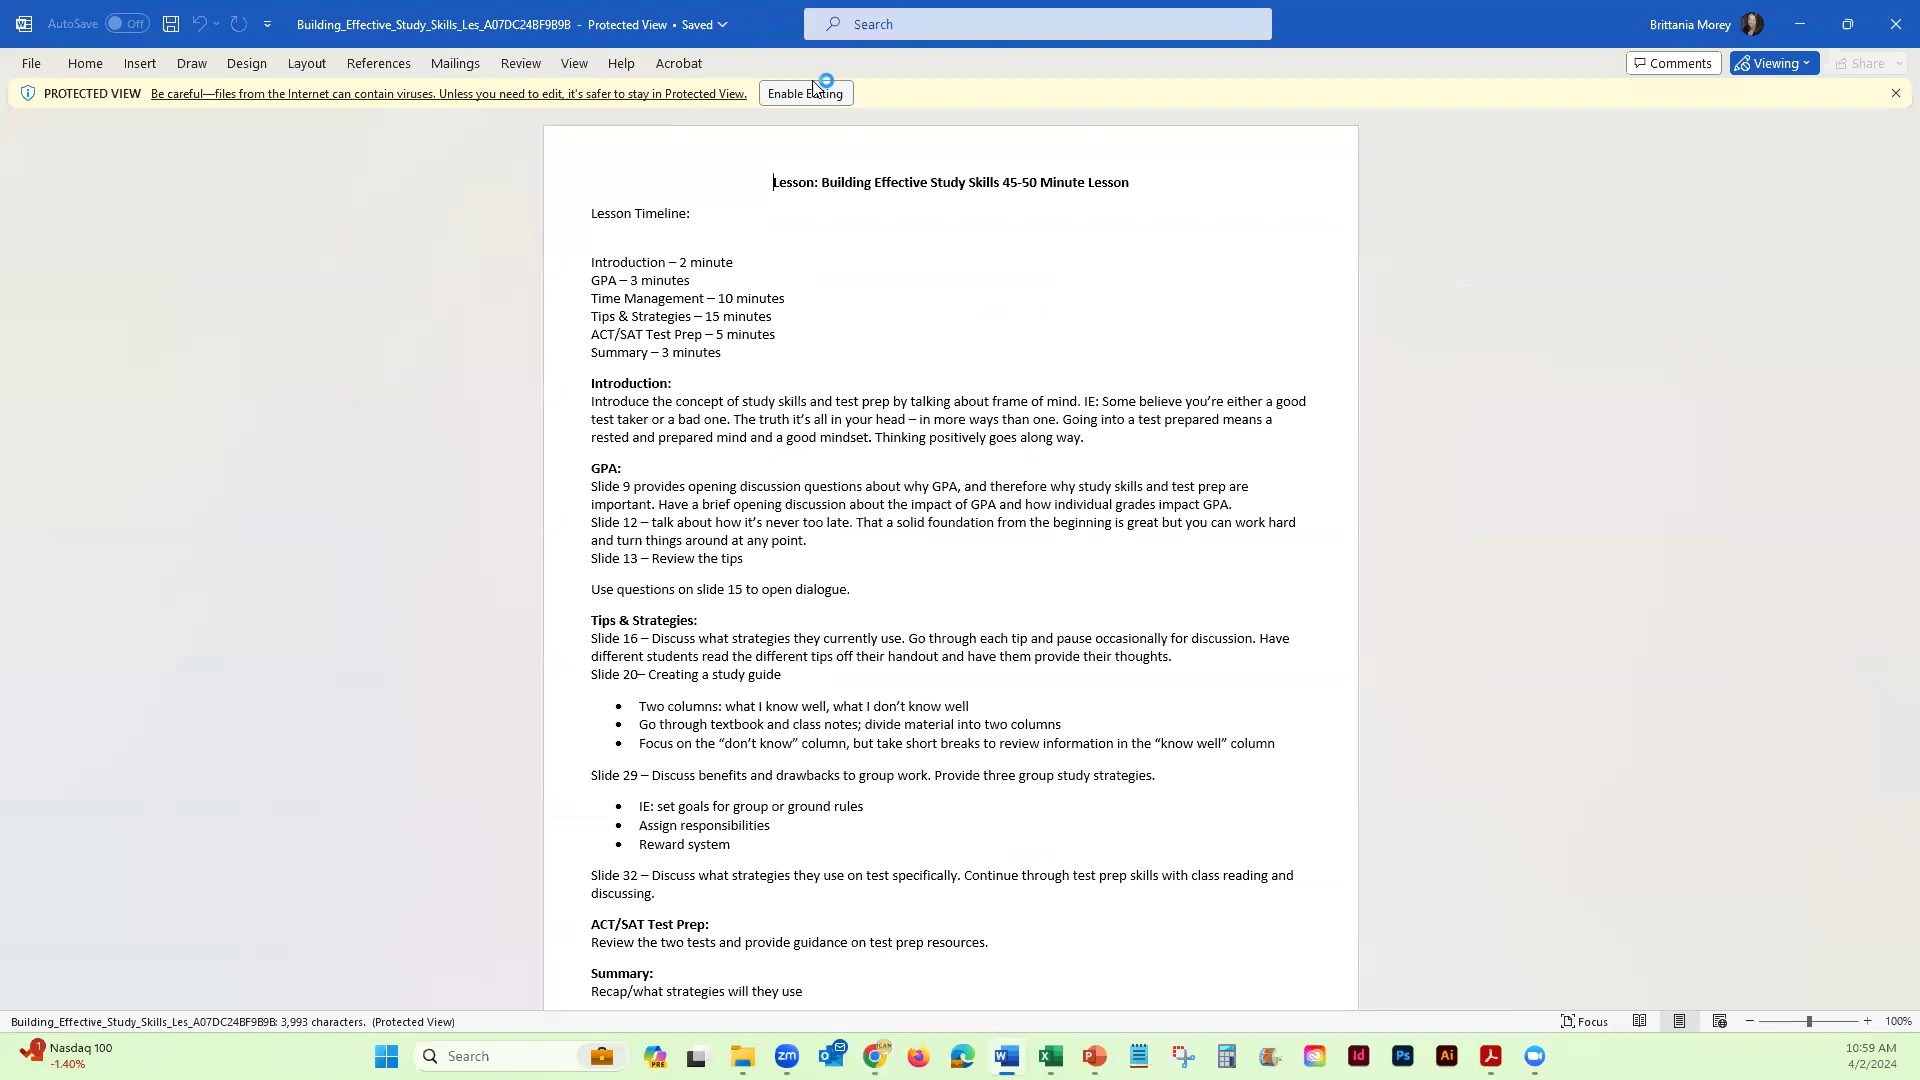 AutoSave Off Building_Effective_Study_Skills_Les_A07DC24BF9B9B - Protected View • Saved Search Brittania Morey
File Home Insert Draw Design Layout References Mailings Review View Help Acrobat Comments Viewing Share
PROTECTED VIEW Be careful—files from the Internet can contain viruses. Unless you need to edit, it's safer to stay in Protected View. Enable Editing
Lesson: Building Effective Study Skills 45-50 Minute Lesson
Lesson Timeline:
Introduction – 2 minute
GPA – 3 minutes
Time Management – 10 minutes
Tips & Strategies – 15 minutes
ACT/SAT Test Prep – 5 minutes
Summary – 3 minutes
Introduction:
Introduce the concept of study skills and test prep by talking about frame of mind. IE: Some believe you’re either a good
test taker or a bad one. The truth it’s all in your head – in more ways than one. Going into a test prepared means a
rested and prepared mind and a good mindset. Thinking positively goes along way.
GPA:
Slide 9 provides opening discussion questions about why GPA, and therefore why study skills and test prep are
important. Have a brief opening discussion about the impact of GPA and how individual grades impact GPA.
Slide 12 – talk about how it’s never too late. That a solid foundation from the beginning is great but you can work hard
and turn things around at any point.
Slide 13 – Review the tips
Use questions on slide 15 to open dialogue.
Tips & Strategies:
Slide 16 – Discuss what strategies they currently use. Go through each tip and pause occasionally for discussion. Have
different students read the different tips off their handout and have them provide their thoughts.
Slide 20– Creating a study guide
• Two columns: what I know well, what I don’t know well
• Go through textbook and class notes; divide material into two columns
• Focus on the “don’t know” column, but take short breaks to review information in the “know well” column
Slide 29 – Discuss benefits and drawbacks to group work. Provide three group study strategies.
• IE: set goals for group or ground rules
• Assign responsibilities
• Reward system
Slide 32 – Discuss what strategies they use on test specifically. Continue through test prep skills with class reading and
discussing.
ACT/SAT Test Prep:
Review the two tests and provide guidance on test prep resources.
Summary:
Recap/what strategies will they use
Building_Effective_Study_Skills_Les_A07DC24BF9B9B: 3,993 characters. (Protected View) Focus 100%
1 Nasdaq 100
-1.40%
Search
PRE
zm
Id Ps Ai
10:59 AM
4/2/2024